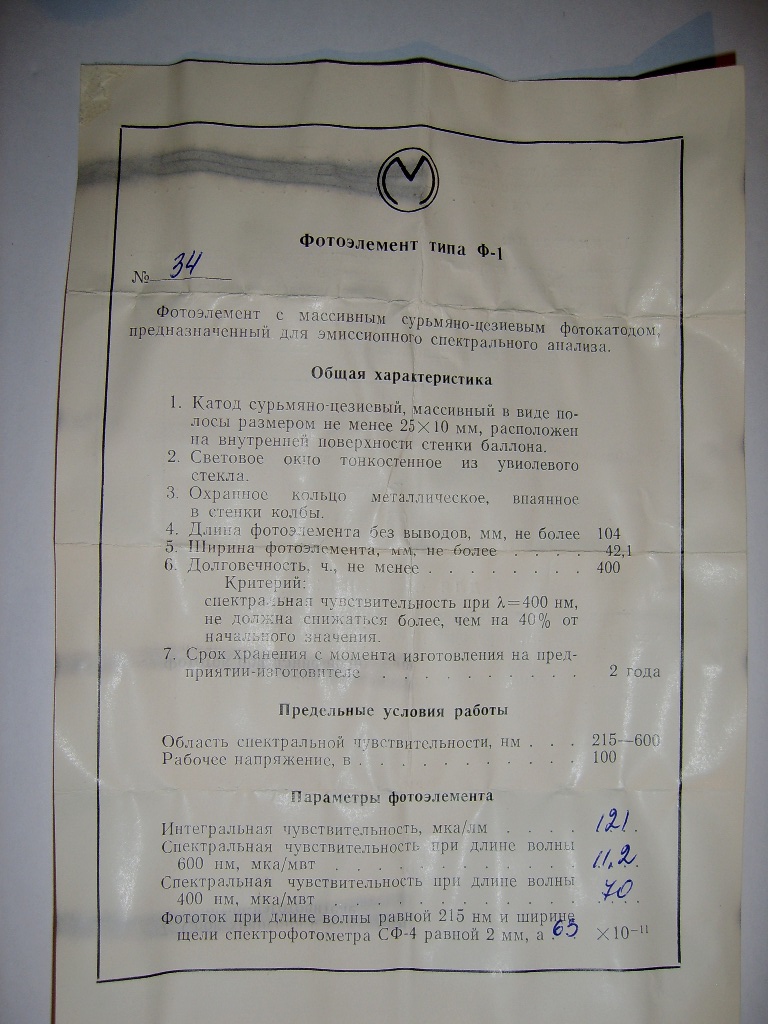 Фотоэлемент типа Ф-1
№ 34
Фотоэлемент с массивным сурьмяно-цезиевым фотокатодом,
предназначенный для эмиссионного спектрального анализа.
Общая характеристика
1. Катод сурьмяно-цезиевый, массивный в виде по-
лосы размером не менее 25×10 мм, расположен
на внутренней поверхности стенки баллона.
2. Световое окно тонкостенное из увиолевого
стекла.
3. Охранное кольцо металлическое, впаянное
в стенки колбы.
4. Длина фотоэлемента без выводов, мм, не более 104
5. Ширина фотоэлемента, мм, не более . . . . 42,1
6. Долговечность, ч., не менее . . . . . . . . 400
Критерий:
спектральная чувствительность при λ=400 нм,
не должна снижаться более, чем на 40% от
начального значения.
7. Срок хранения с момента изготовления на пред-
приятии-изготовителе . . . . . . . . . . 2 года
Предельные условия работы
Область спектральной чувствительности, нм . . . 215—600
Рабочее напряжение, в . . . . . . . . . . . 100
Параметры фотоэлемента
Интегральная чувствительность, мка/лм . . . . 121.
Спектральная чувствительность при длине волны
600 нм, мка/мвт . . . . . . . . . . . . 11,2
Спектральная чувствительность при длине волны
400 нм, мка/мвт . . . . . . . . . . . . 70
Фототок при длине волны равной 215 нм и ширине
щели спектрофотометра СФ-4 равной 2 мм, а . 65 ×10⁻¹¹